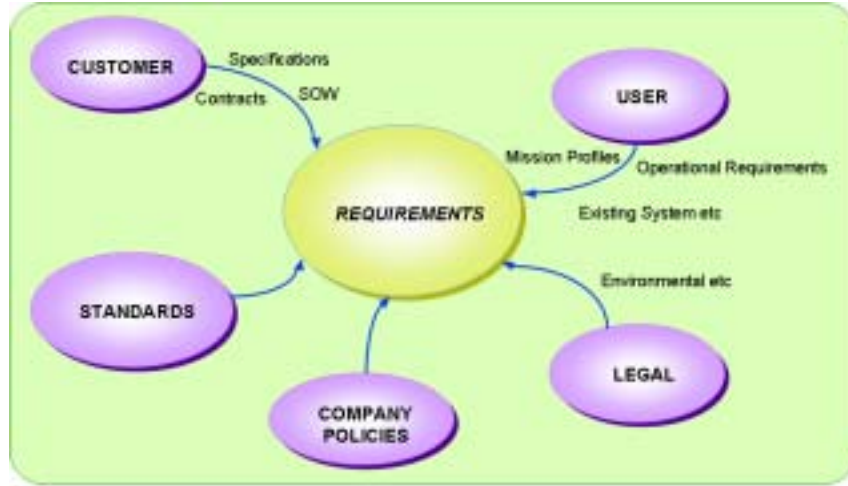 CUSTOMER
Specifications
Contracts
SOW
USER
Mission Profiles
Operational Requirements
REQUIREMENTS
Existing System etc
Environmental etc
STANDARDS
LEGAL
COMPANY
POLICIES